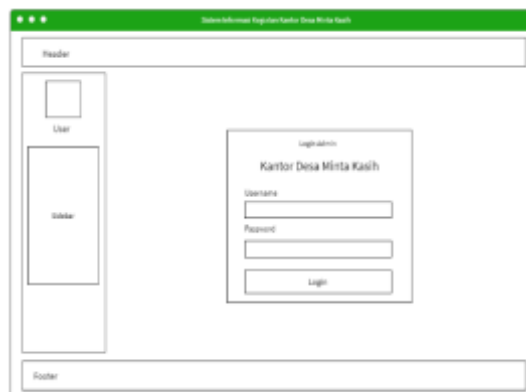 Sistem Informasi Kegiatan Kantor Desa Minta Kasih
Header
User
Sidebar
Login admin
Kantor Desa Minta Kasih
Username
Password
Login
Footer